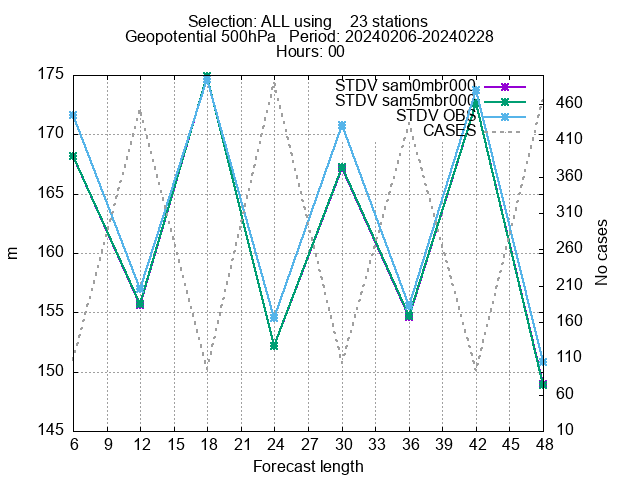 Selection: ALL using 23 stations
Geopotential 500hPa Period: 20240206-20240228
Hours: 00
STDV sam0mbr000
STDV sam5mbr000
STDV OBS
CASES
175
170
165
160
155
150
145
m
460
410
360
310
260
210
160
110
60
10
No cases
6 9 12 15 18 21 24 27 30 33 36 39 42 45 48
Forecast length